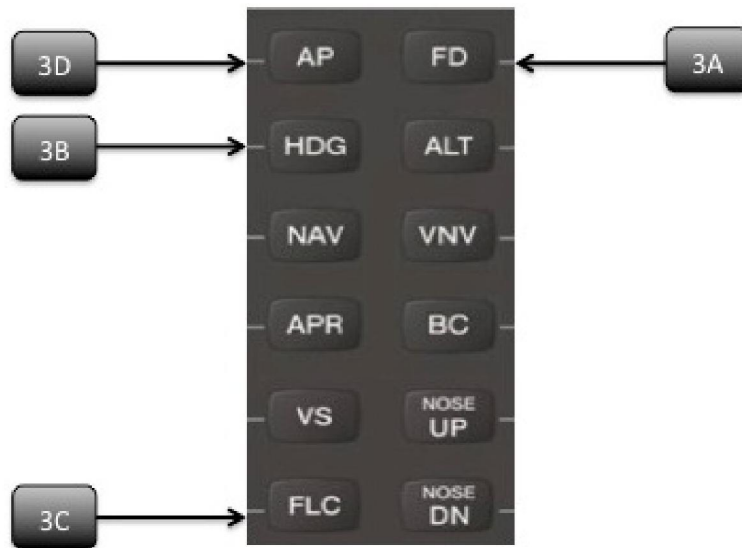 3D
AP
FD
3A
3B
HDG
ALT
NAV
VNV
APR
BC
VS
NOSE
UP
3C
FLC
NOSE
DN